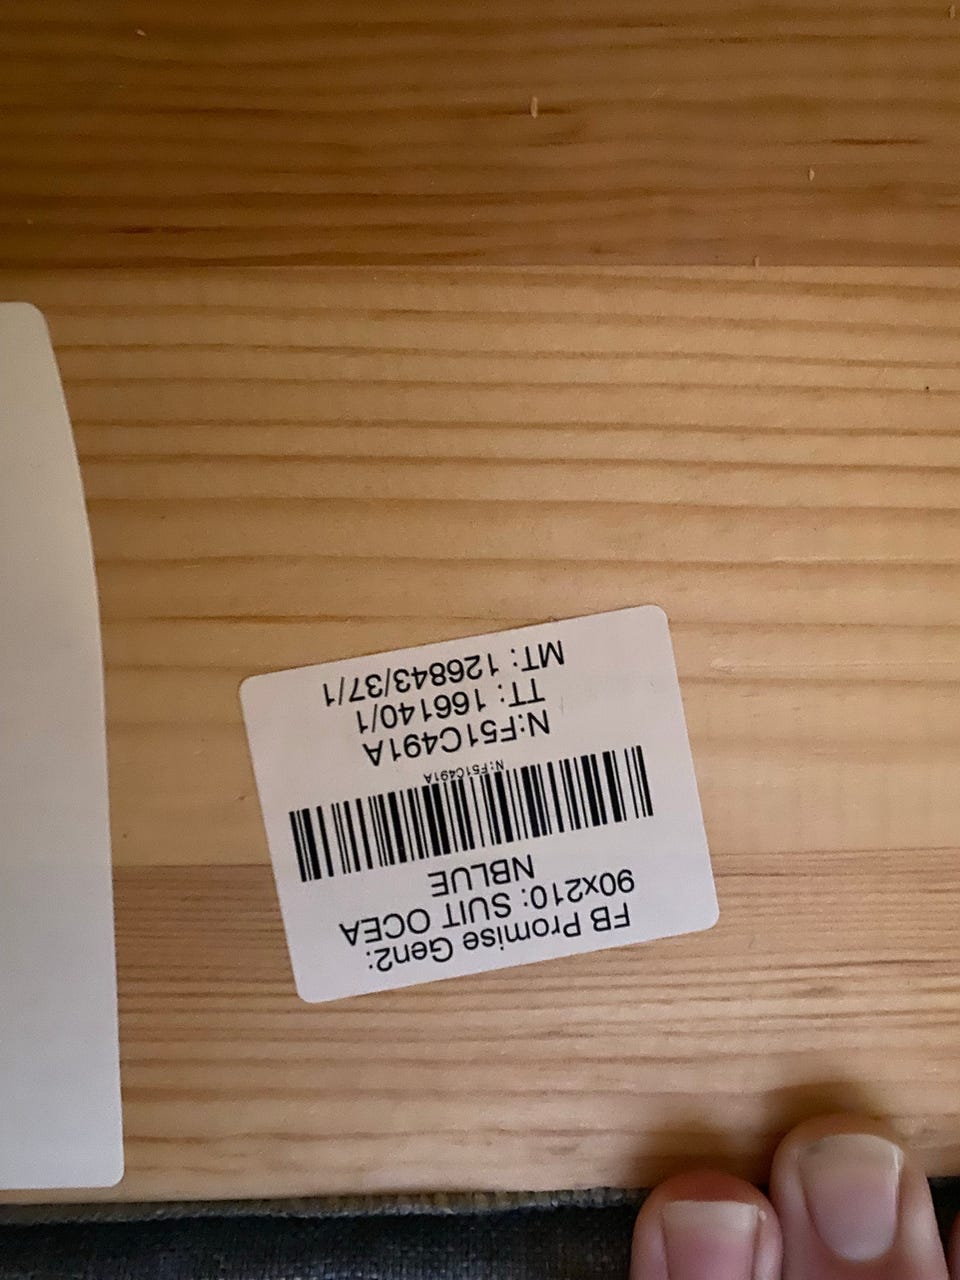 FB Promise Gen2:
90x210: SUIT OCEA
NBLUE
N:F51C491A
N:F51C491A
TT: 166140/1
MT: 126843/37/1